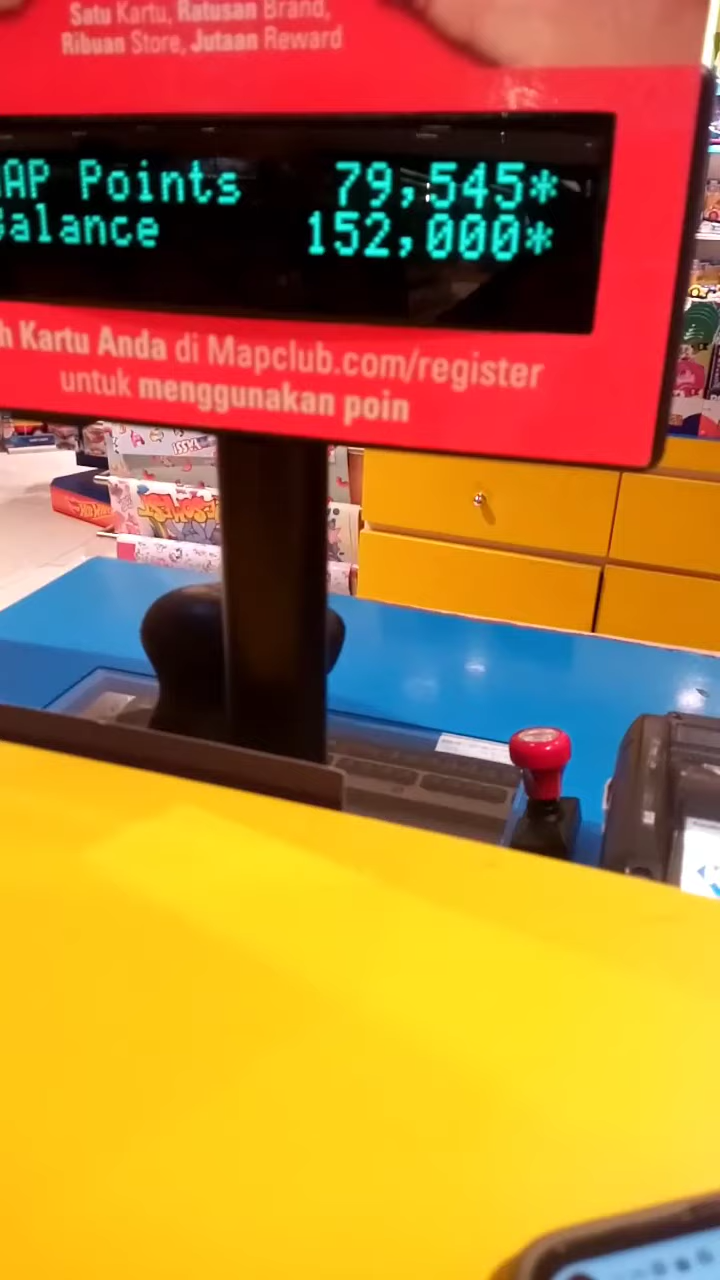 Satu Kartu, Ratusan Brand,
Ribuan Store, Jutaan Reward
AP Points 79,545*
alance 152,000*
h Kartu Anda di Mapclub.com/register
untuk menggunakan poin